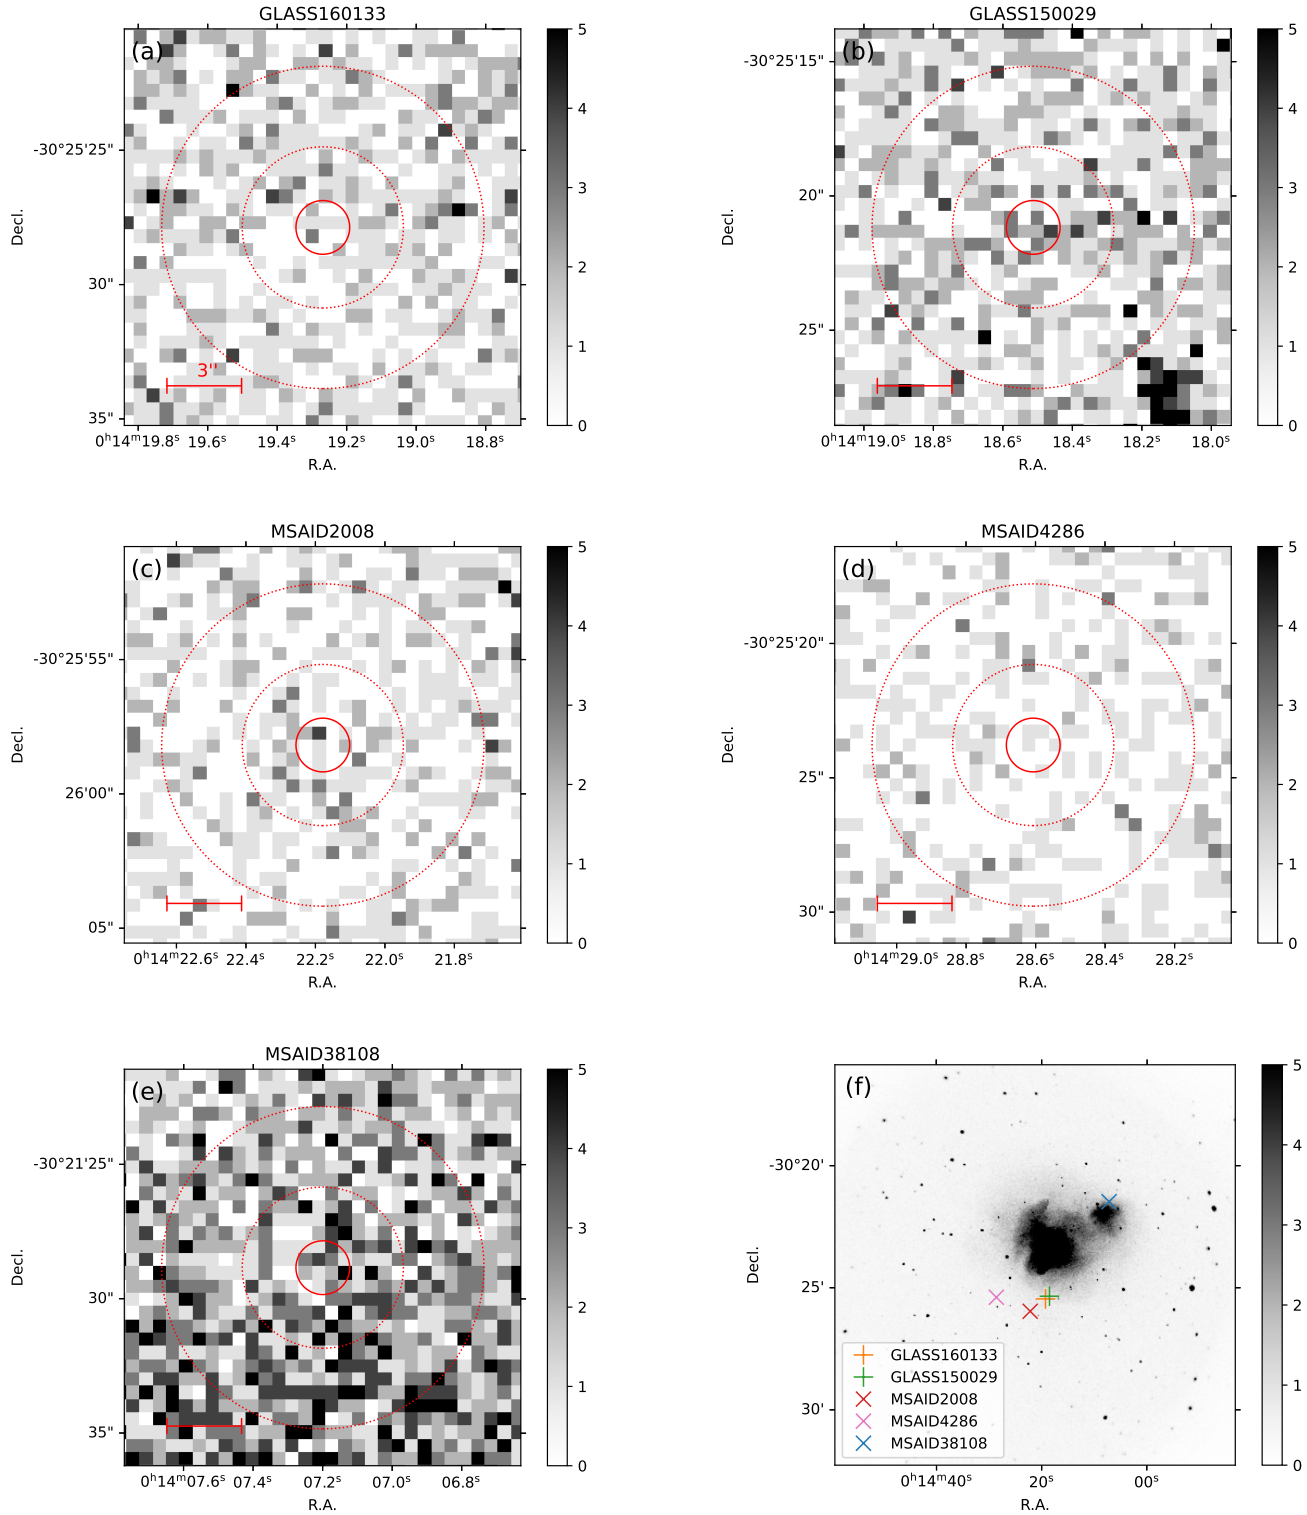 GLASS160133
(a)
Decl.
-30°25'25"
30"
35"
3''
0ʰ14ᵐ19.8ˢ 19.6ˢ 19.4ˢ 19.2ˢ 19.0ˢ 18.8ˢ
R.A.
5
4
3
2
1
0
GLASS150029
(b)
Decl.
-30°25'15"
20"
25"
0ʰ14ᵐ19.0ˢ 18.8ˢ 18.6ˢ 18.4ˢ 18.2ˢ 18.0ˢ
R.A.
5
4
3
2
1
0
MSAID2008
(c)
Decl.
-30°25'55"
26'00"
05"
0ʰ14ᵐ22.6ˢ 22.4ˢ 22.2ˢ 22.0ˢ 21.8ˢ
R.A.
5
4
3
2
1
0
MSAID4286
(d)
Decl.
-30°25'20"
25"
30"
0ʰ14ᵐ29.0ˢ 28.8ˢ 28.6ˢ 28.4ˢ 28.2ˢ
R.A.
5
4
3
2
1
0
MSAID38108
(e)
Decl.
-30°21'25"
30"
35"
0ʰ14ᵐ07.6ˢ 07.4ˢ 07.2ˢ 07.0ˢ 06.8ˢ
R.A.
5
4
3
2
1
0
(f)
Decl.
-30°20'
25'
30'
GLASS160133
GLASS150029
MSAID2008
MSAID4286
MSAID38108
0ʰ14ᵐ40ˢ 20ˢ 00ˢ
R.A.
5
4
3
2
1
0